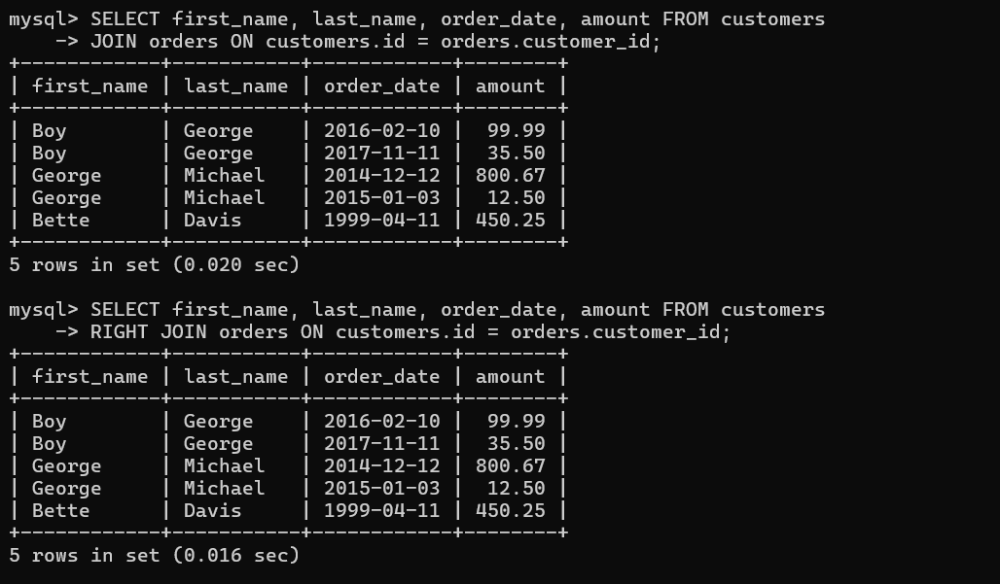 mysql> SELECT first_name, last_name, order_date, amount FROM customers
    -> JOIN orders ON customers.id = orders.customer_id;
+------------+-----------+------------+--------+
| first_name | last_name | order_date | amount |
+------------+-----------+------------+--------+
| Boy        | George    | 2016-02-10 |  99.99 |
| Boy        | George    | 2017-11-11 |  35.50 |
| George     | Michael   | 2014-12-12 | 800.67 |
| George     | Michael   | 2015-01-03 |  12.50 |
| Bette      | Davis     | 1999-04-11 | 450.25 |
+------------+-----------+------------+--------+
5 rows in set (0.020 sec)

mysql> SELECT first_name, last_name, order_date, amount FROM customers
    -> RIGHT JOIN orders ON customers.id = orders.customer_id;
+------------+-----------+------------+--------+
| first_name | last_name | order_date | amount |
+------------+-----------+------------+--------+
| Boy        | George    | 2016-02-10 |  99.99 |
| Boy        | George    | 2017-11-11 |  35.50 |
| George     | Michael   | 2014-12-12 | 800.67 |
| George     | Michael   | 2015-01-03 |  12.50 |
| Bette      | Davis     | 1999-04-11 | 450.25 |
+------------+-----------+------------+--------+
5 rows in set (0.016 sec)